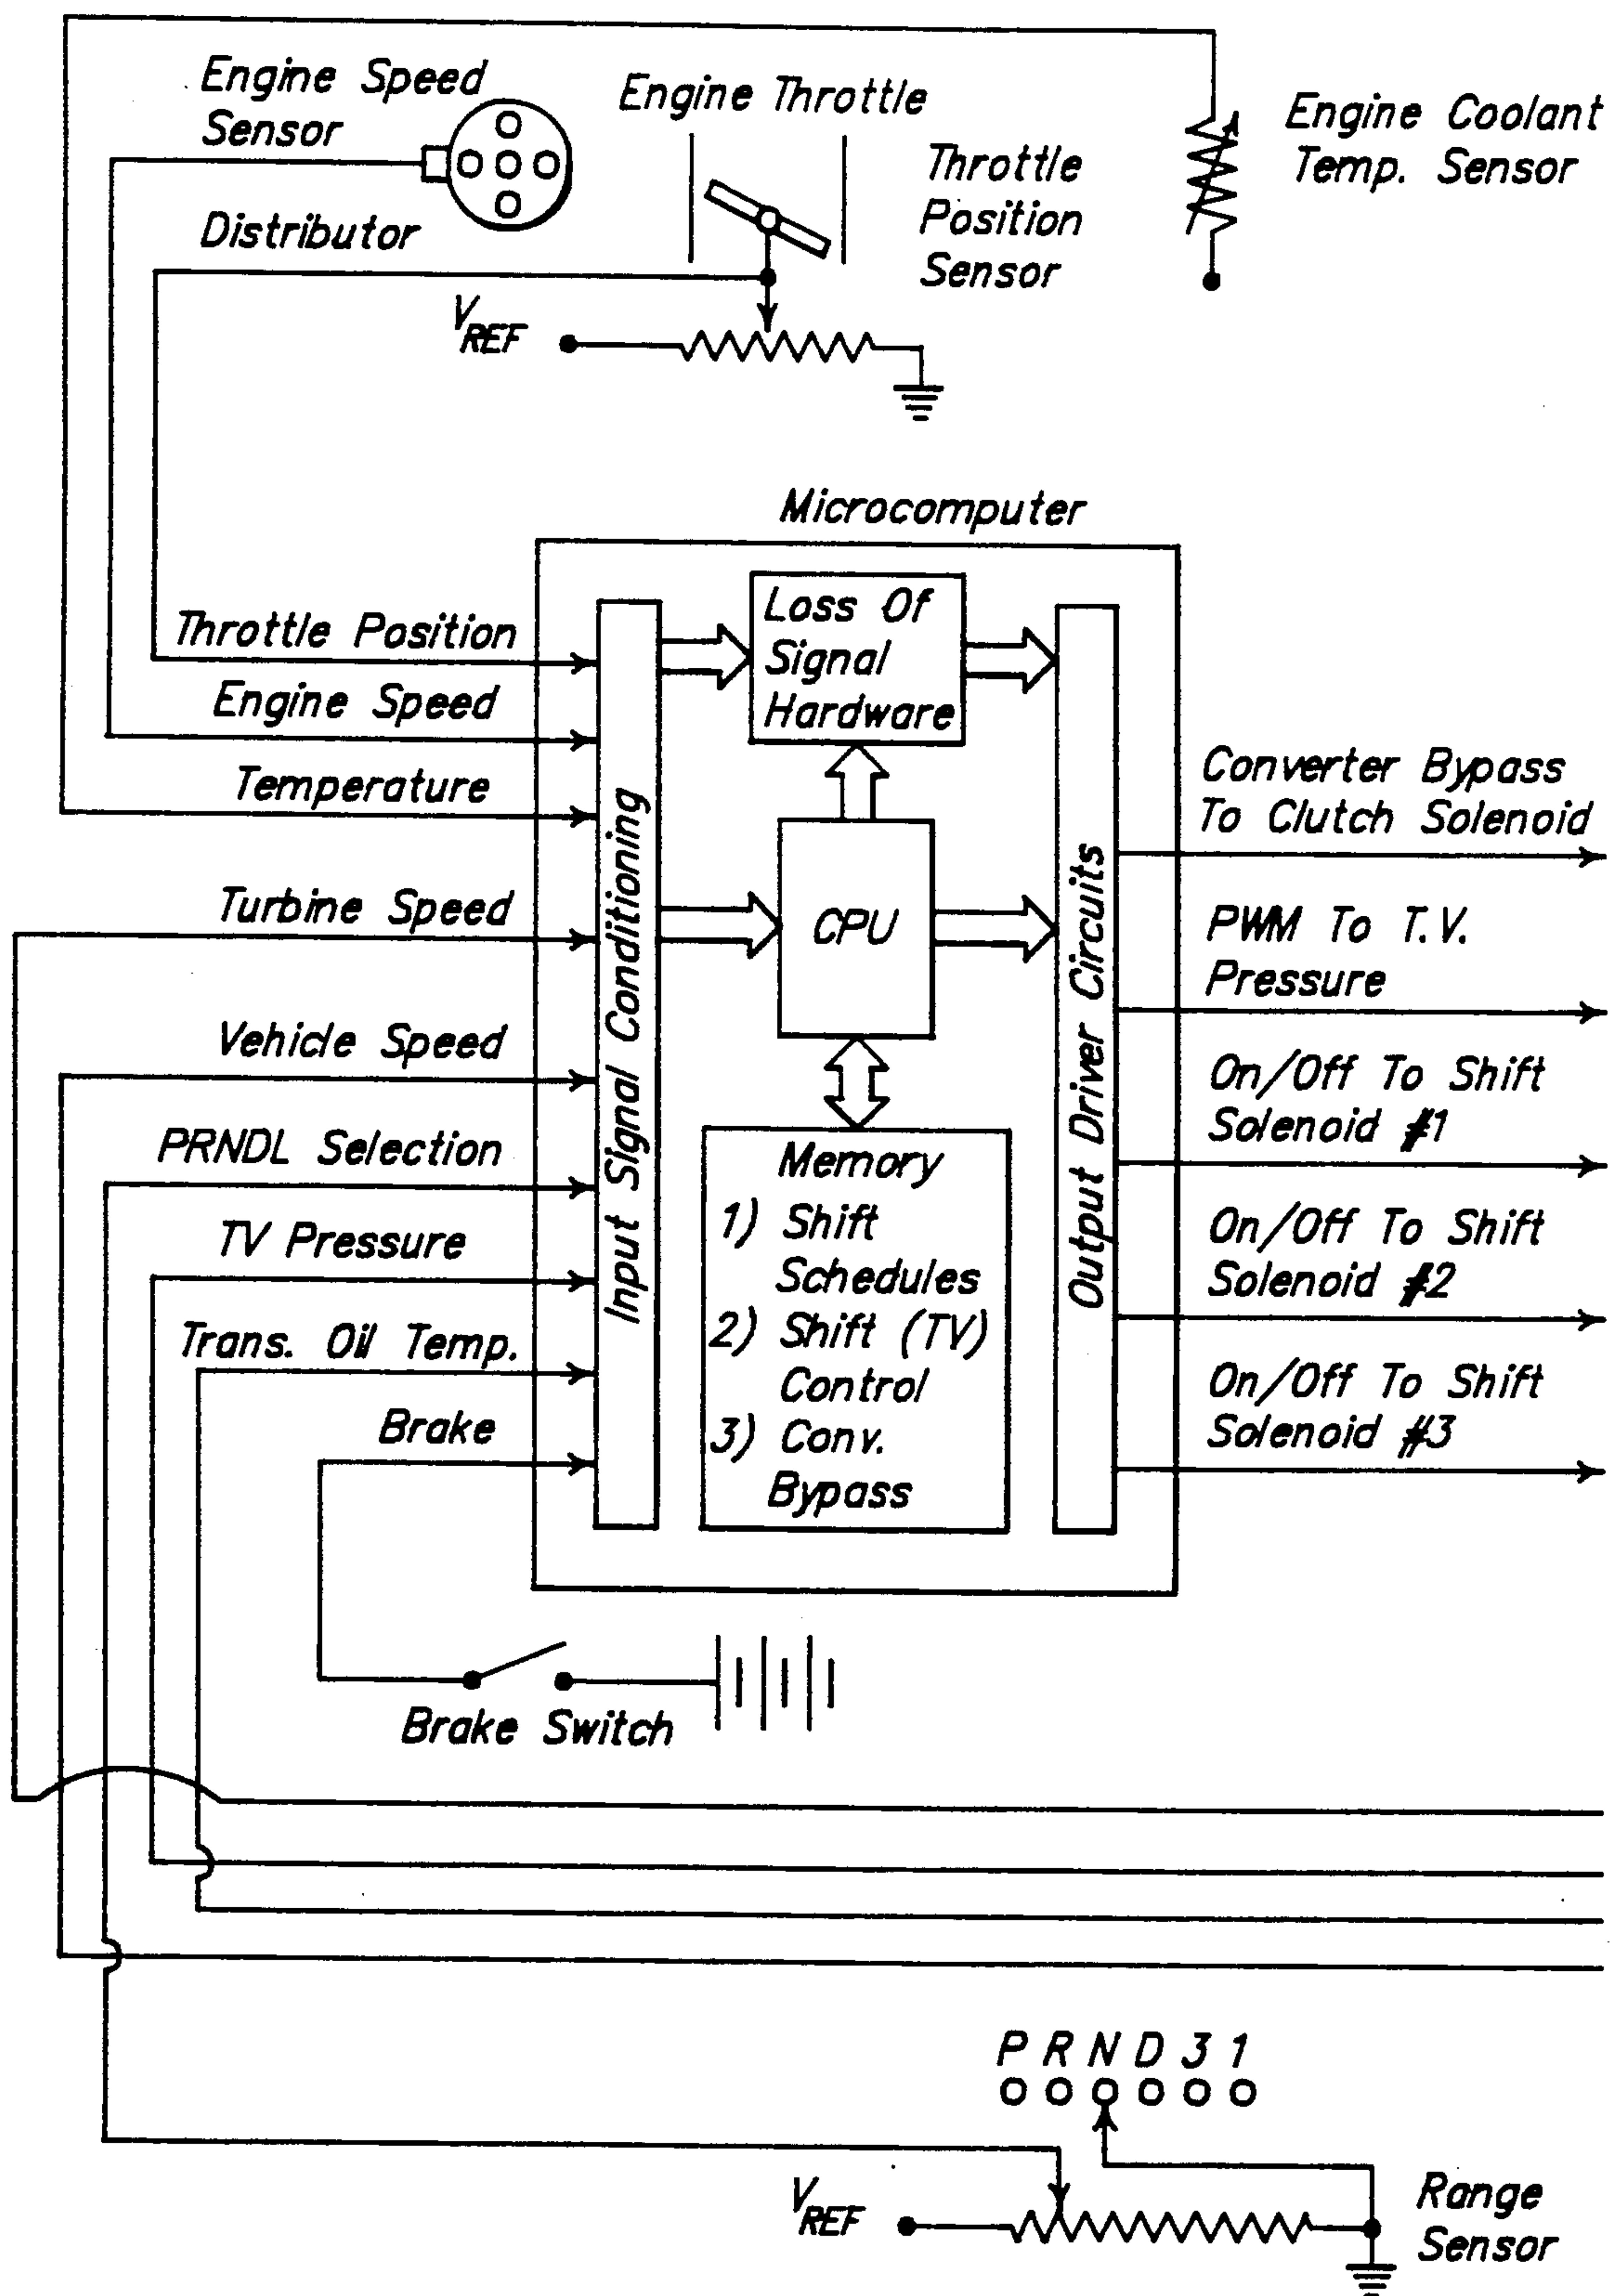 Engine Speed
Sensor
Distributor
Engine Throttle
Throttle
Position
Sensor
Engine Coolant
Temp. Sensor
VREF
Microcomputer
Throttle Position
Engine Speed
Temperature
Turbine Speed
Vehicle Speed
PRNDL Selection
TV Pressure
Trans. Oil Temp.
Brake
Input Signal Conditioning
Loss Of
Signal
Hardware
CPU
Memory
1) Shift
Schedules
2) Shift (TV)
Control
3) Conv.
Bypass
Output Driver Circuits
Converter Bypass
To Clutch Solenoid
PWM To T.V.
Pressure
On/Off To Shift
Solenoid #1
On/Off To Shift
Solenoid #2
On/Off To Shift
Solenoid #3
Brake Switch
P R N D 3 1
VREF
Range
Sensor